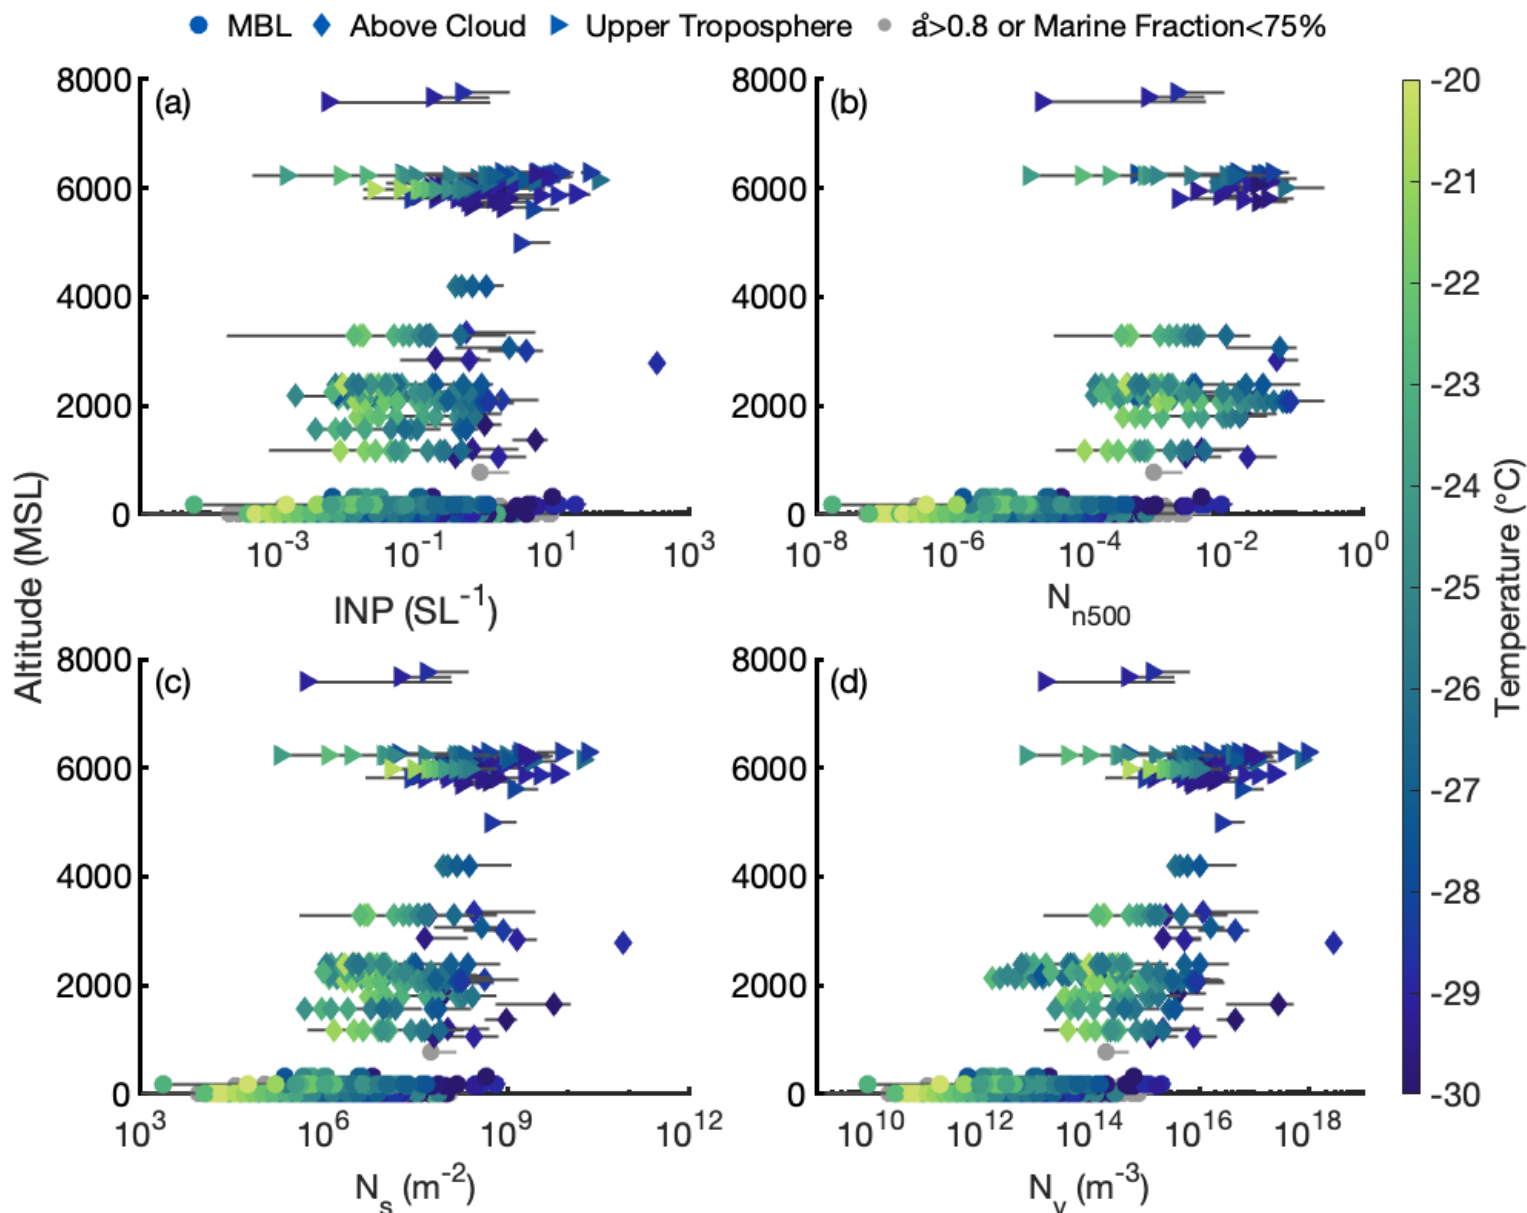 MBL Above Cloud Upper Troposphere å>0.8 or Marine Fraction<75%
(a)
8000
6000
4000
2000
0
10⁻³ 10⁻¹ 10¹ 10³
INP (SL⁻¹)
(b)
8000
6000
4000
2000
0
10⁻⁸ 10⁻⁶ 10⁻⁴ 10⁻² 10⁰
Nₙ₅₀₀
Altitude (MSL)
(c)
8000
6000
4000
2000
0
10³ 10⁶ 10⁹ 10¹²
Nₛ (m⁻²)
(d)
8000
6000
4000
2000
0
10¹⁰ 10¹² 10¹⁴ 10¹⁶ 10¹⁸
Nᵥ (m⁻³)
-20
-21
-22
-23
-24
-25
-26
-27
-28
-29
-30
Temperature (°C)